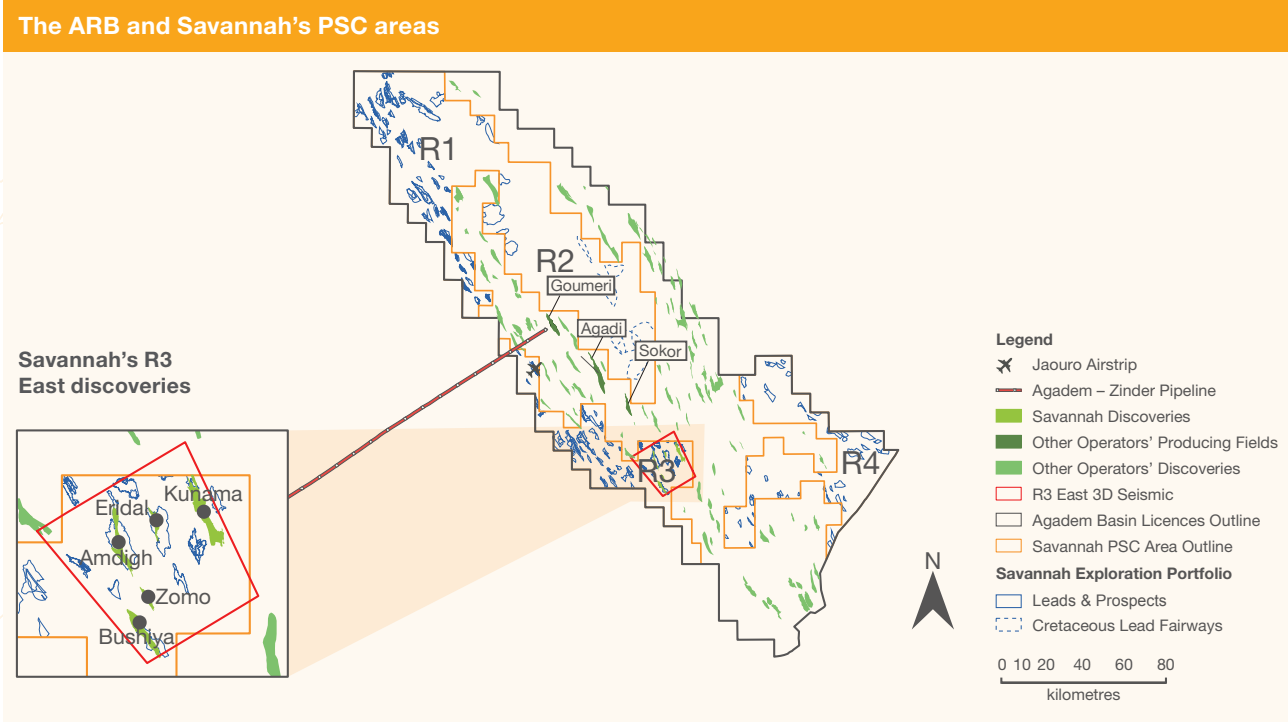 The ARB and Savannah's PSC areas
R1
R2
Goumeri
Agadi
Sokor
R3
R4
Savannah's R3
East discoveries
Kunama
Eridal
Amdigh
Zomo
Bushiya
N
Legend
Jaouro Airstrip
Agadem – Zinder Pipeline
Savannah Discoveries
Other Operators' Producing Fields
Other Operators' Discoveries
R3 East 3D Seismic
Agadem Basin Licences Outline
Savannah PSC Area Outline
Savannah Exploration Portfolio
Leads & Prospects
Cretaceous Lead Fairways
0 10 20 40 60 80
kilometres